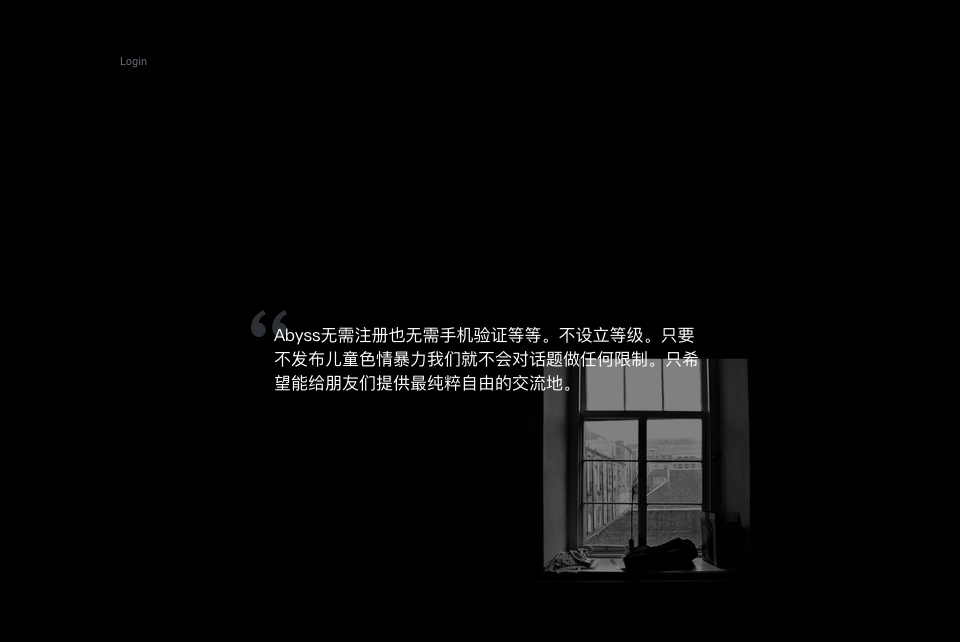 Login
“
Abyss无需注册也无需手机验证等等。不设立等级。只要
不发布儿童色情暴力我们就不会对话题做任何限制。只希
望能给朋友们提供最纯粹自由的交流地。